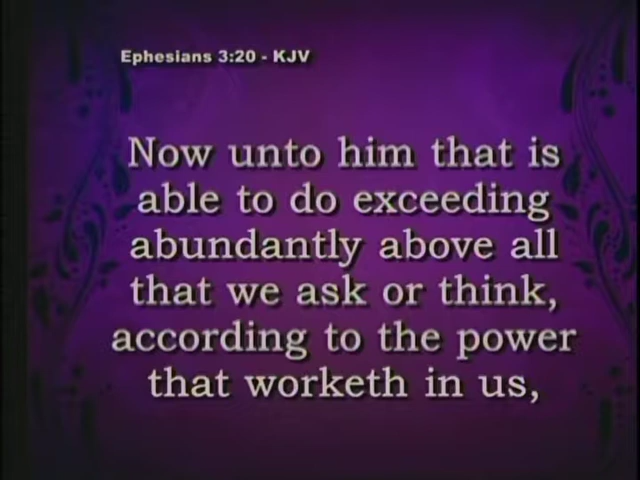 Ephesians 3:20 - KJV
Now unto him that is
able to do exceeding
abundantly above all
that we ask or think,
according to the power
that worketh in us,